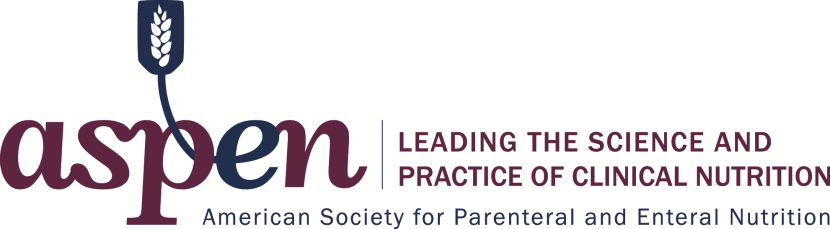 aspen
LEADING THE SCIENCE AND
PRACTICE OF CLINICAL NUTRITION
American Society for Parenteral and Enteral Nutrition